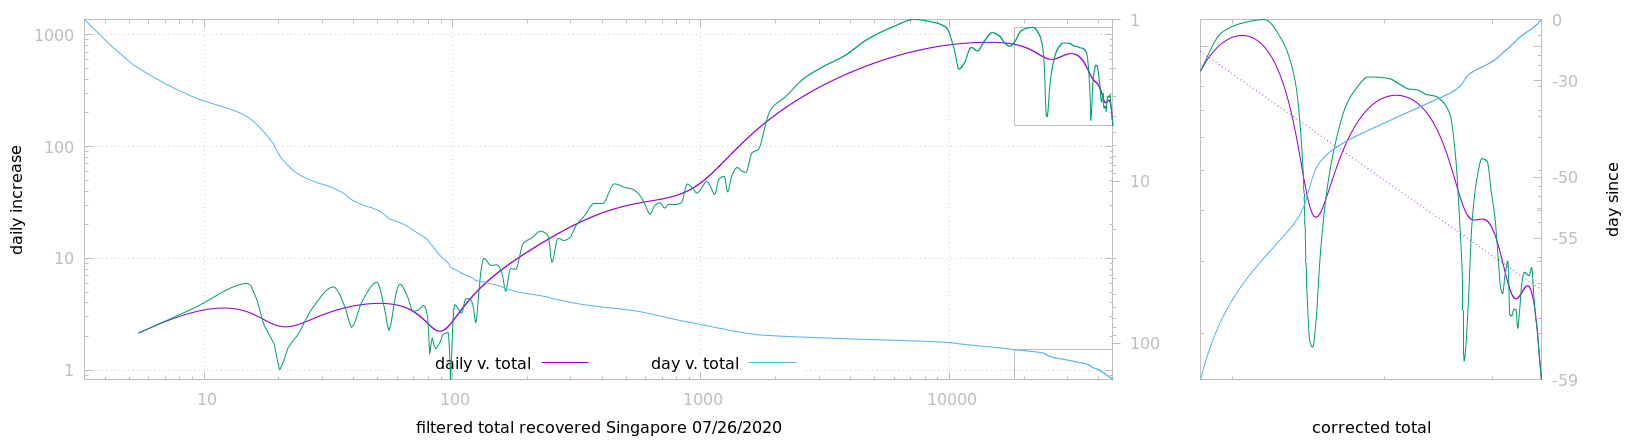 daily increase
1000
100
10
1
daily v. total
day v. total
10
100
1000
10000
filtered total recovered Singapore 07/26/2020
1
10
100
0
-30
-50
-55
-59
day since
corrected total